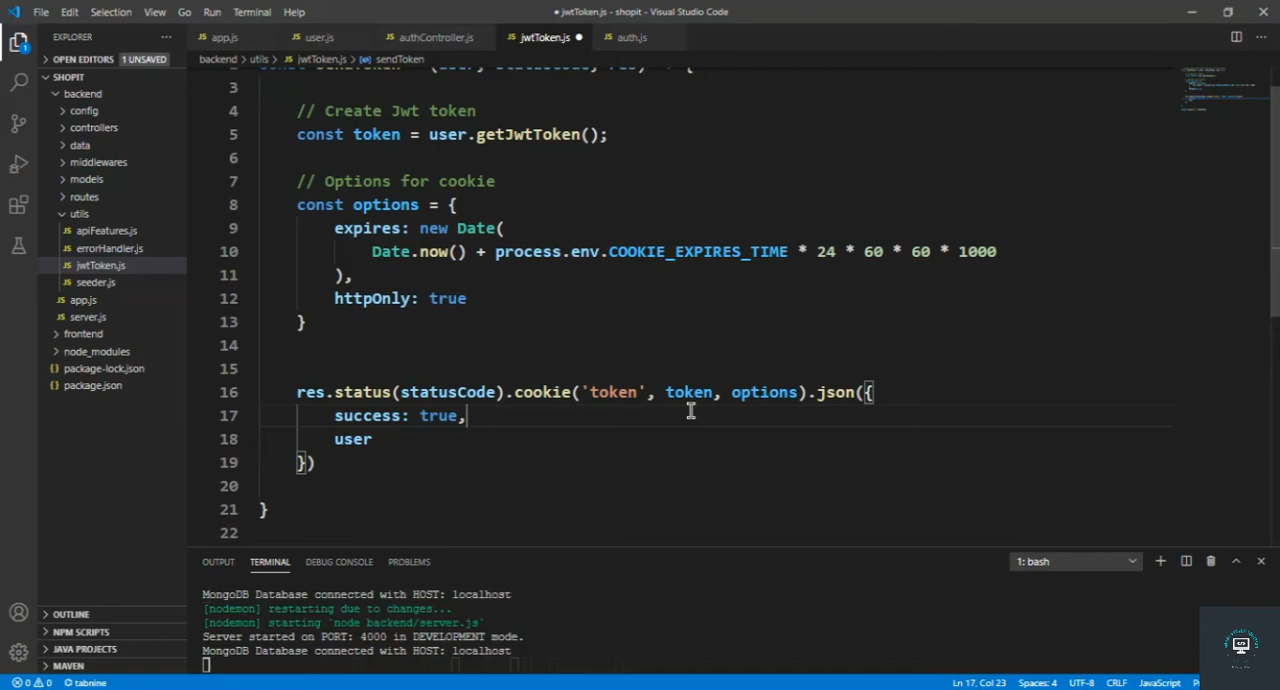 File Edit Selection View Go Run Terminal Help
● jwtToken.js - shopit - Visual Studio Code
EXPLORER
OPEN EDITORS 1 UNSAVED
SHOPIT
backend
config
controllers
data
middlewares
models
routes
utils
apiFeatures.js
errorHandler.js
jwtToken.js
seeder.js
app.js
server.js
frontend
node_modules
package-lock.json
package.json
OUTLINE
NPM SCRIPTS
JAVA PROJECTS
MAVEN
app.js user.js authController.js jwtToken.js auth.js
backend > utils > jwtToken.js > sendToken
3
4 // Create Jwt token
5 const token = user.getJwtToken();
6
7 // Options for cookie
8 const options = {
9 expires: new Date(
10 Date.now() + process.env.COOKIE_EXPIRES_TIME * 24 * 60 * 60 * 1000
11 ),
12 httpOnly: true
13 }
14
15
16 res.status(statusCode).cookie('token', token, options).json({
17 success: true,
18 user
19 })
20
21 }
22
OUTPUT TERMINAL DEBUG CONSOLE PROBLEMS
1: bash
MongoDB Database connected with HOST: localhost
[nodemon] restarting due to changes...
[nodemon] starting `node backend/server.js`
Server started on PORT: 4000 in DEVELOPMENT mode.
MongoDB Database connected with HOST: localhost
0 0 tabnine
Ln 17, Col 23 Spaces: 4 UTF-8 CRLF JavaScript